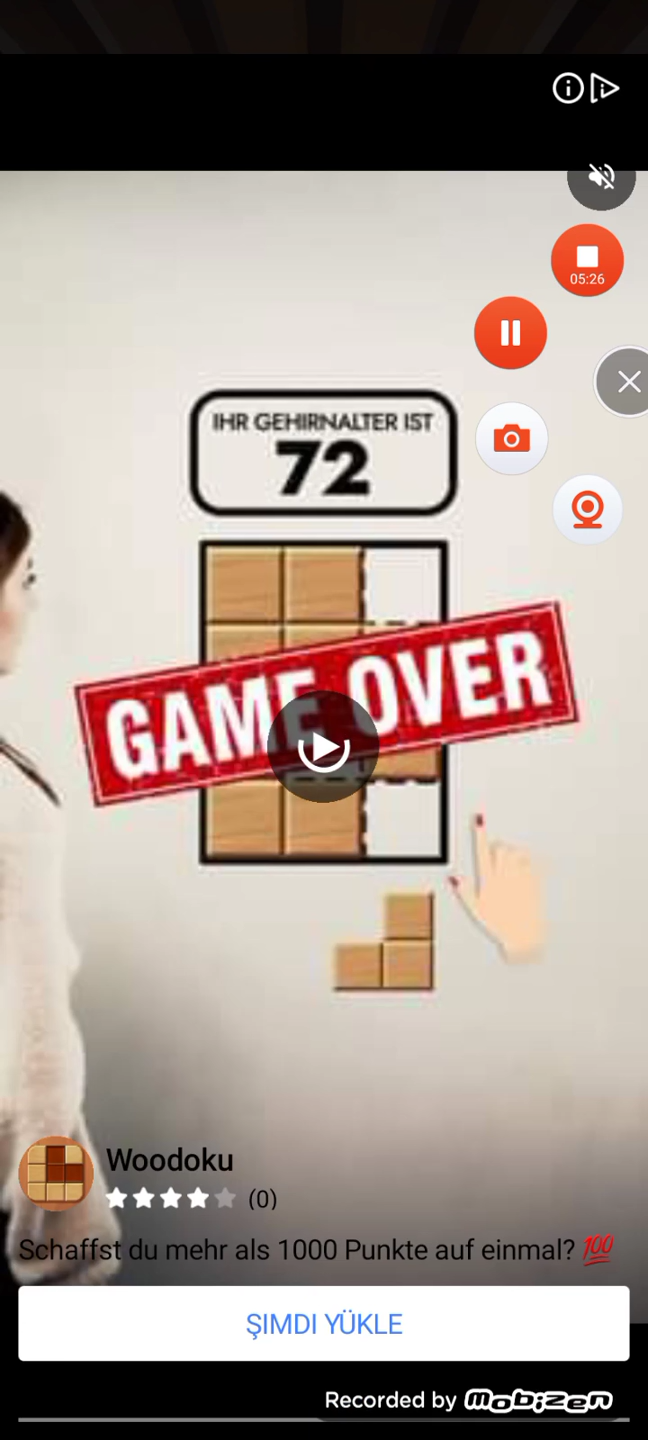 05:26
IHR GEHIRNALTER IST
72
GAME OVER
Woodoku
(0)
Schaffst du mehr als 1000 Punkte auf einmal? 💯
ŞIMDI YÜKLE
Recorded by mobizen